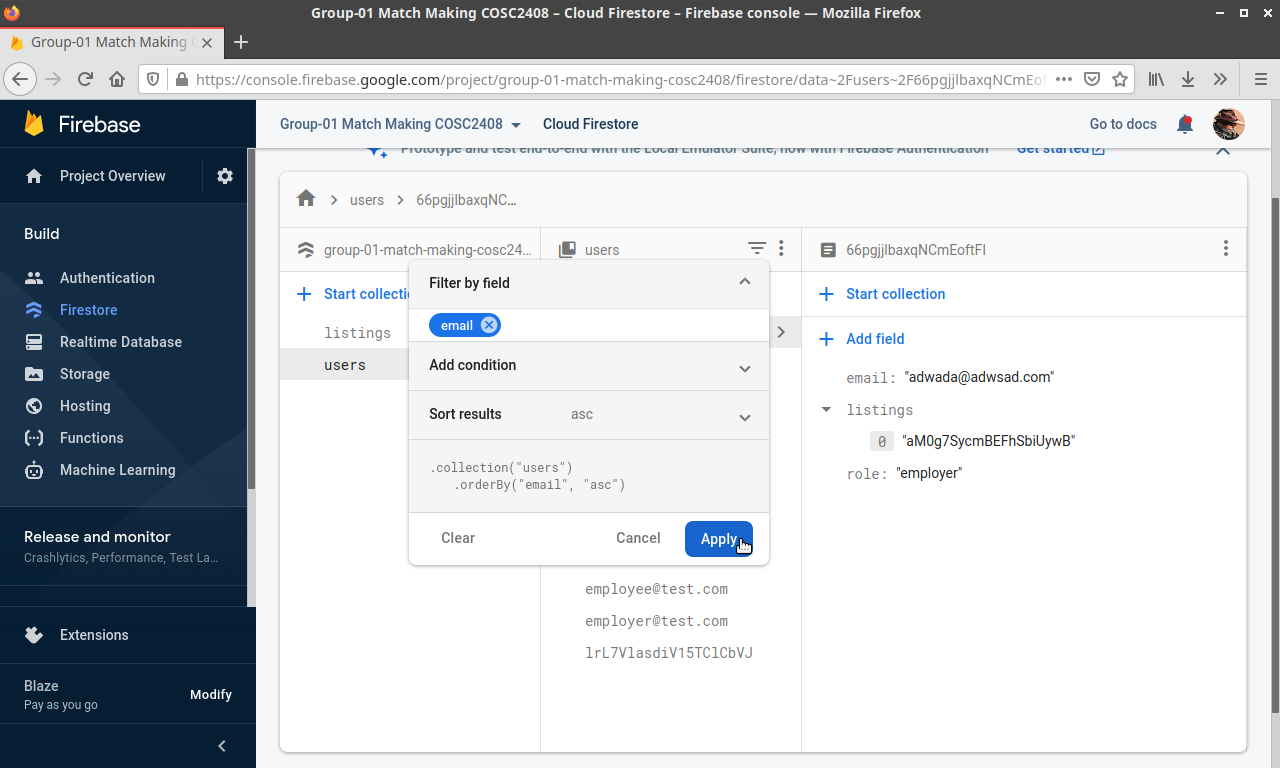 Group-01 Match Making COSC2408 – Cloud Firestore – Firebase console — Mozilla Firefox
Group-01 Match Making
https://console.firebase.google.com/project/group-01-match-making-cosc2408/firestore/data~2Fusers~2F66pgjjlbaxqNCmEof
Firebase
Group-01 Match Making COSC2408
Cloud Firestore
Go to docs
Prototype and test end-to-end with the Local Emulator Suite, now with Firebase Authentication
Get started
Project Overview
Build
Authentication
Firestore
Realtime Database
Storage
Hosting
Functions
Machine Learning
Release and monitor
Crashlytics, Performance, Test La...
Extensions
Blaze
Pay as you go
Modify
users
66pgjjlbaxqNC...
group-01-match-making-cosc24...
Start collecti
listings
users
users
Filter by field
email
Add condition
Sort results
asc
.collection("users")
.orderBy("email", "asc")
Clear
Cancel
Apply
employee@test.com
employer@test.com
lrL7VlasdiV15TClCbVJ
66pgjjlbaxqNCmEoftFI
Start collection
Add field
email: "adwada@adwsad.com"
listings
0 "aM0g7SycmBEFhSbiUywB"
role: "employer"